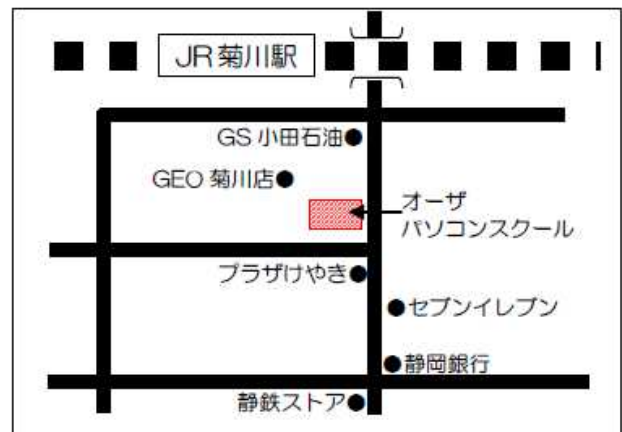 JR菊川駅
GS 小田石油●
GEO 菊川店●
オーザ
パソコンスクール
プラザけやき●
●セブンイレブン
●静岡銀行
静鉄ストア●